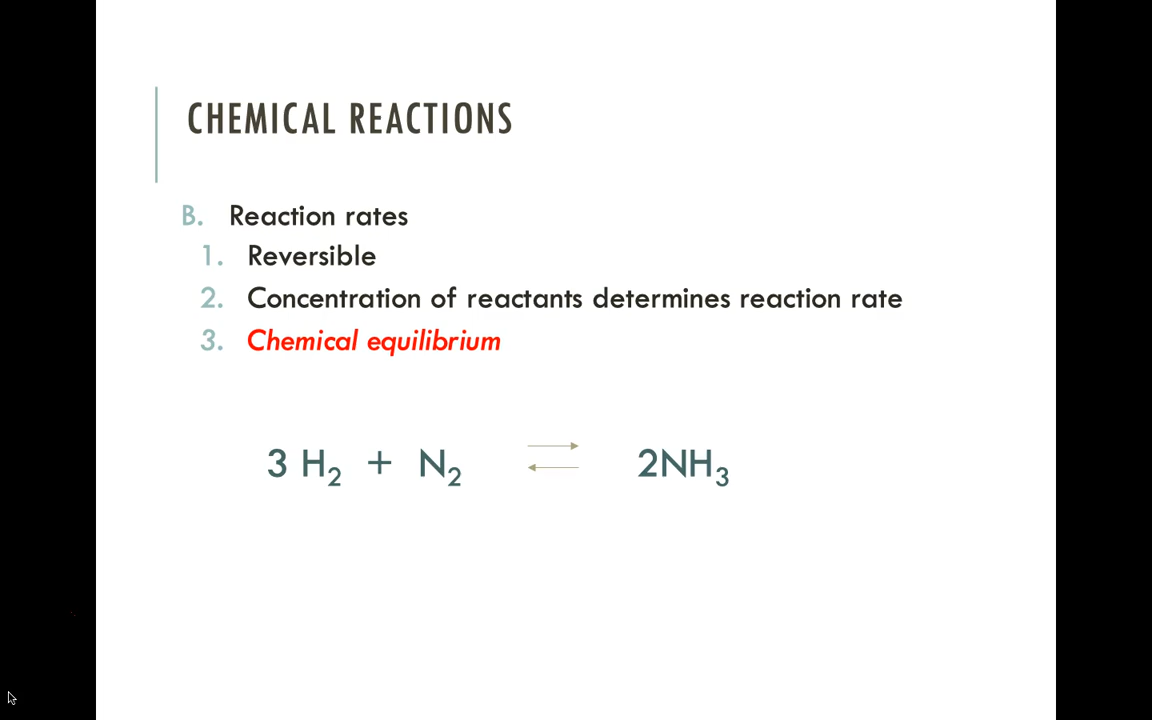 CHEMICAL REACTIONS
B. Reaction rates
1. Reversible
2. Concentration of reactants determines reaction rate
3. Chemical equilibrium
3 H₂ + N₂ ⇄ 2NH₃